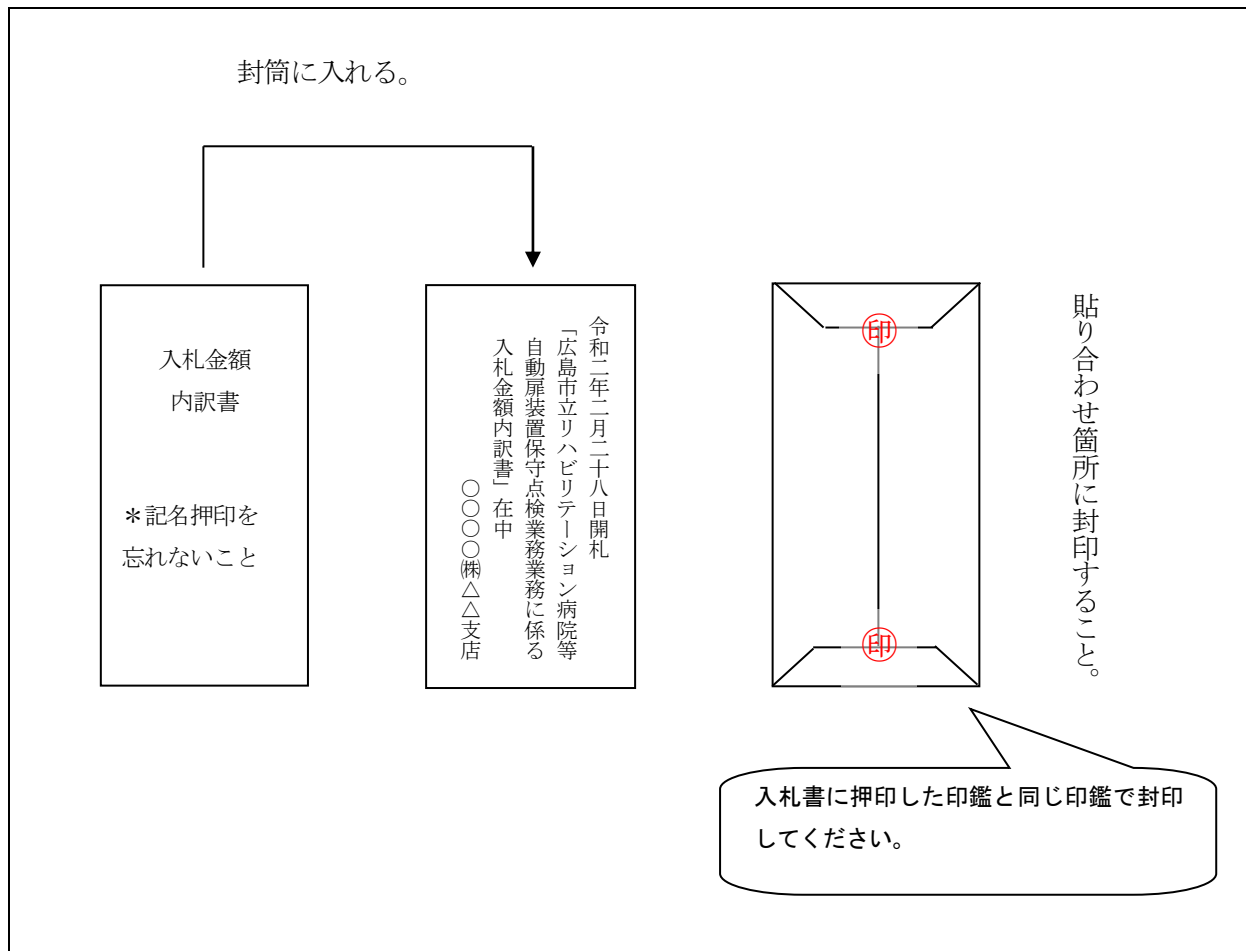 封筒に入れる。
入札金額
内訳書
＊記名押印を
忘れないこと
令和二年二月二十八日開札
「広島市立リハビリテーション病院等
自動扉装置保守点検業務業務に係る
入札金額内訳書」在中
〇〇〇〇㈱△△支店
印
印
貼り合わせ箇所に封印すること。
入札書に押印した印鑑と同じ印鑑で封印
してください。